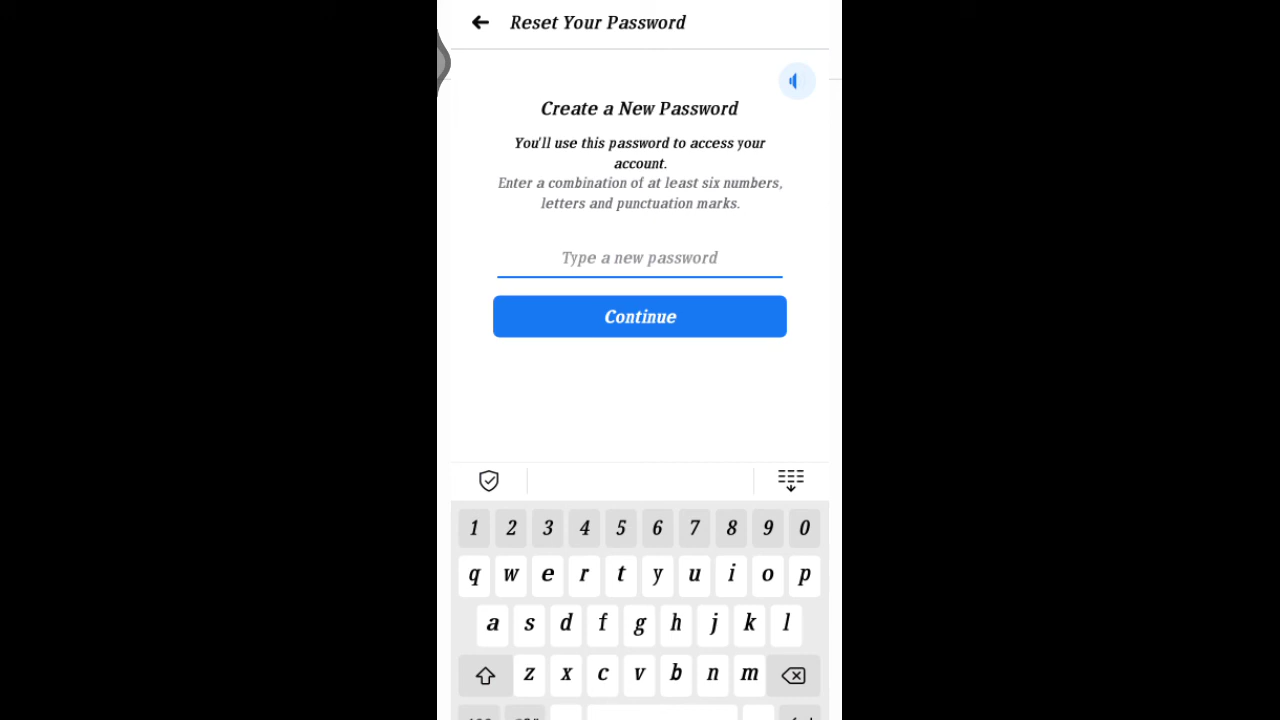 Reset Your Password
Create a New Password
You'll use this password to access your
account.
Enter a combination of at least six numbers,
letters and punctuation marks.
Type a new password
Continue
1 2 3 4 5 6 7 8 9 0
q w e r t y u i o p
a s d f g h j k l
z x c v b n m